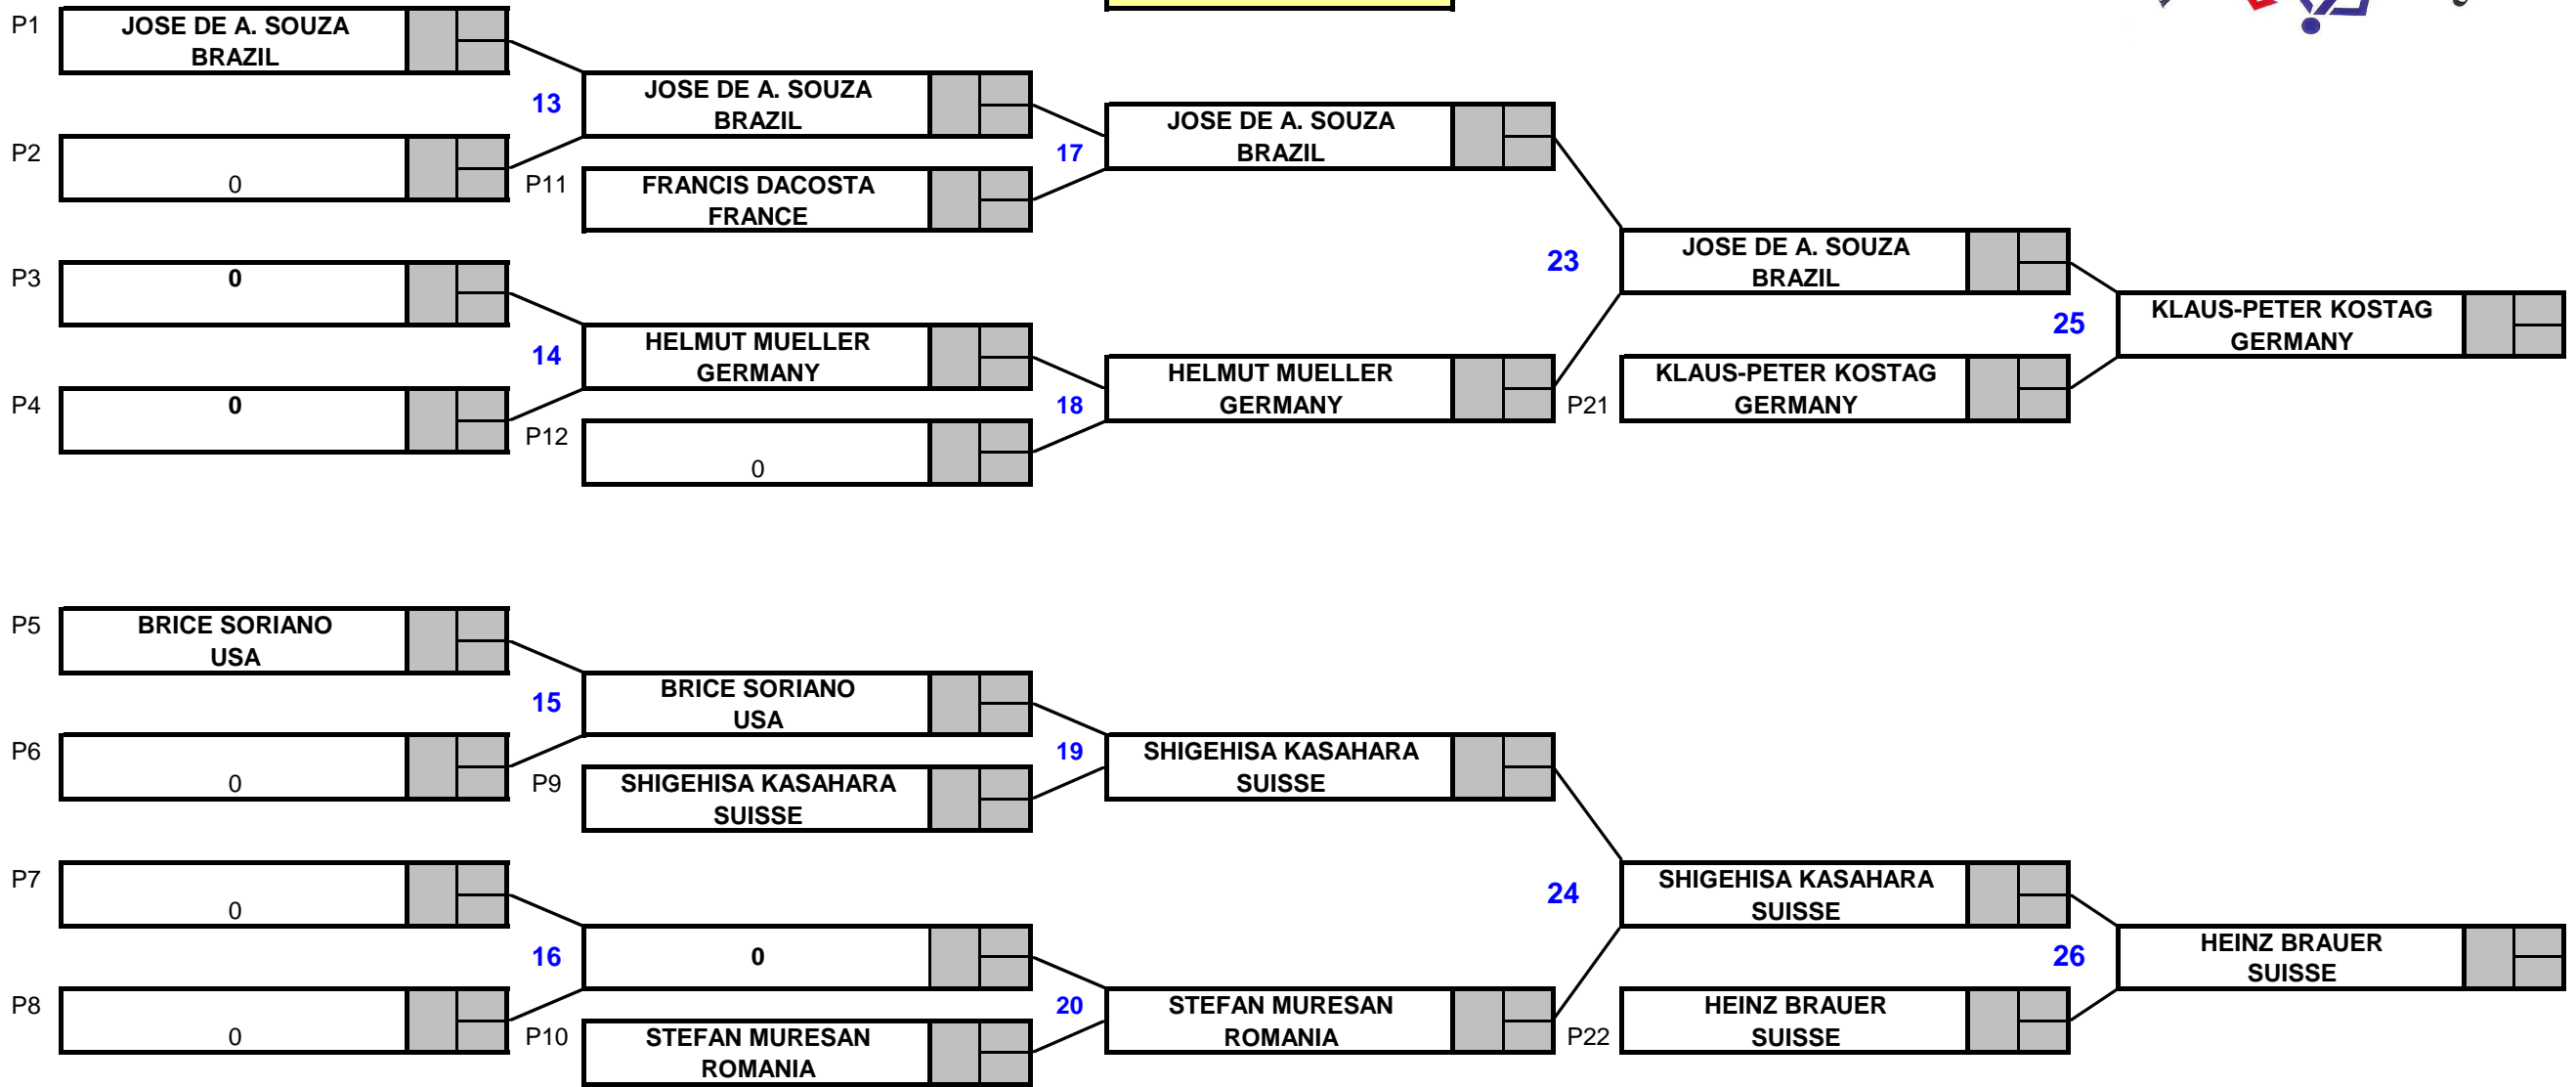 P1
JOSE DE A. SOUZA
BRAZIL
13
JOSE DE A. SOUZA
BRAZIL
P2
0
P11
FRANCIS DACOSTA
FRANCE
17
JOSE DE A. SOUZA
BRAZIL
P3
0
14
HELMUT MUELLER
GERMANY
P4
0
P12
0
18
HELMUT MUELLER
GERMANY
23
JOSE DE A. SOUZA
BRAZIL
P21
KLAUS-PETER KOSTAG
GERMANY
25
KLAUS-PETER KOSTAG
GERMANY
P5
BRICE SORIANO
USA
15
BRICE SORIANO
USA
P6
0
P9
SHIGEHISA KASAHARA
SUISSE
19
SHIGEHISA KASAHARA
SUISSE
P7
0
16
0
P8
0
P10
STEFAN MURESAN
ROMANIA
20
STEFAN MURESAN
ROMANIA
24
SHIGEHISA KASAHARA
SUISSE
P22
HEINZ BRAUER
SUISSE
26
HEINZ BRAUER
SUISSE